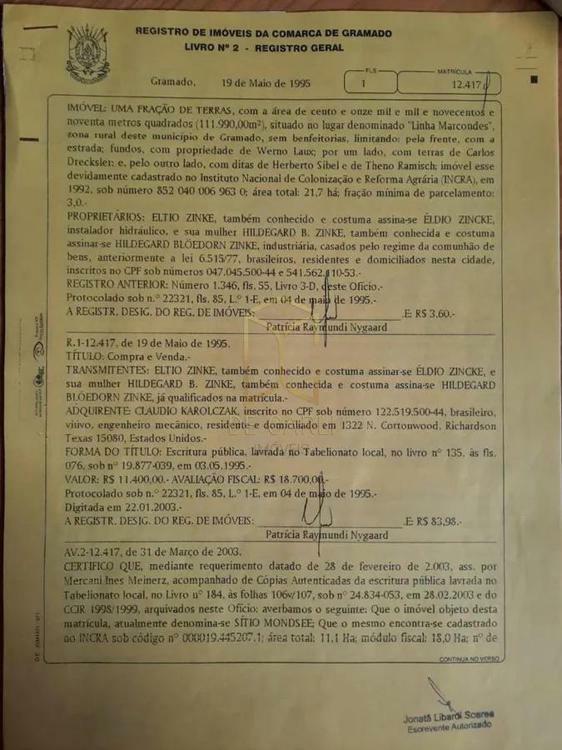 REGISTRO DE IMÓVEIS DA COMARCA DE GRAMADO
LIVRO Nº 2 - REGISTRO GERAL
Gramado, 19 de Maio de 1995
FLS
1
MATRÍCULA
12.417
IMÓVEL: UMA FRAÇÃO DE TERRAS, com a área de cento e onze mil e mil e novecentos e
noventa metros quadrados (111.990,00m²), situado no lugar denominado "Linha Marcondes",
zona rural deste município de Gramado, sem benfeitorias, limitando: pela frente, com a
estrada; fundos, com propriedade de Werno Laux; por um lado, com terras de Carlos
Drecksler; e, pelo outro lado, com ditas de Herberto Sibel e de Theno Ramisch; imóvel esse
devidamente cadastrado no Instituto Nacional de Colonização e Reforma Agrária (INCRA), em
1992, sob número 852 040 006 963 0; área total: 21,7 há; fração mínima de parcelamento:
3,0.-
PROPRIETÁRIOS: ELTIO ZINKE, também conhecido e costuma assina-se ÉLDIO ZINCKE,
instalador hidráulico, e sua mulher HILDEGARD B. ZINKE, também conhecida e costuma
assinar-se HILDEGARD BLÖEDORN ZINKE, industriária, casados pelo regime da comunhão de
bens, anteriormente a lei 6.515/77, brasileiros, residentes e domiciliados nesta cidade,
inscritos no CPF sob números 047.045.500-44 e 541.562.110-53.-
REGISTRO ANTERIOR: Número 1.346, fls. 55, Livro 3-D, deste Ofício.-
Protocolado sob n.º 22321, fls. 85, L.º 1-E, em 04 de maio de 1995.-
A REGISTR. DESIG. DO REG. DE IMÓVEIS: .E: R$ 3,60.-
Patrícia Raymundi Nygaard
R.1-12.417, de 19 de Maio de 1995.
TÍTULO: Compra e Venda.-
TRANSMITENTES: ELTIO ZINKE, também conhecido e costuma assinar-se ÉLDIO ZINCKE, e
sua mulher HILDEGARD B. ZINKE, também conhecida e costuma assina-se HILDEGARD
BLÖEDORN ZINKE, já qualificados na matrícula.-
ADQUIRENTE: CLAUDIO KAROLCZAK, inscrito no CPF sob número 122.519.500-44, brasileiro,
viúvo, engenheiro mecânico, residente e domiciliado em 1322 N. Cortonwood, Richardson
Texas 15080, Estados Unidos.-
FORMA DO TÍTULO: Escritura pública, lavrada no Tabelionato local, no livro nº 135, às fls.
076, sob nº 19.877-039, em 03.05.1995.-
VALOR: R$ 11.400,00.- AVALIAÇÃO FISCAL: R$ 18.700,00.-
Protocolado sob n.º 22321, fls. 85, L.º 1-E, em 04 de maio de 1995.-
Digitada em 22.01.2003.-
A REGISTR. DESIG. DO REG. DE IMÓVEIS: .E: R$ 83,98.-
Patrícia Raymundi Nygaard
IMÓVEIS
AV.2-12.417, de 31 de Março de 2003.-
CERTIFICO QUE, mediante requerimento datado de 28 de fevereiro de 2.003, ass. por
Mercani Ines Meinerz, acompanhado de Cópias Autenticadas da escritura pública lavrada no
Tabelionato local, no Livro nº 184, às folhas 106v/107, sob nº 24.834-053, em 28.02.2003 e do
CCIR 1998/1999, arquivados neste Ofício; averbamos o seguinte: Que o imóvel objeto desta
matrícula, atualmente denomina-se SÍTIO MONDSEE; Que o mesmo encontra-se cadastrado
no INCRA sob código nº 000019.445207.1; área total: 11,1 Ha; módulo fiscal: 18,0 Ha; nº de
CONTINUA NO VERSO
Jonatã Libardi Soares
Escrevente Autorizado